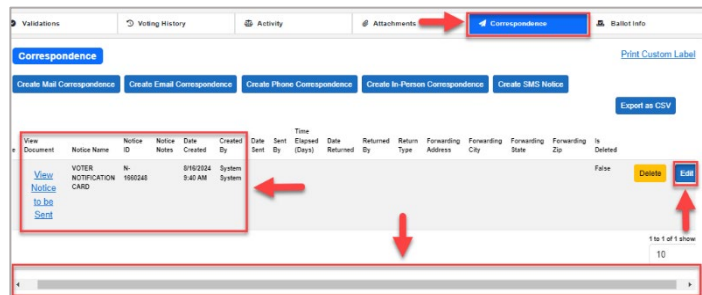 Validations
Voting History
Activity
Attachments
Correspondence
Ballot Info
Correspondence
Print Custom Label
Create Mail Correspondence
Create Email Correspondence
Create Phone Correspondence
Create In-Person Correspondence
Create SMS Notice
Export as CSV
View Document
Notice Name
Notice ID
Notice Notes
Date Created
Created By
Date Sent
Sent By
Time Elapsed (Days)
Date Returned
Returned By
Return Type
Forwarding Address
Forwarding City
Forwarding State
Forwarding Zip
Is Deleted
View Notice to be Sent
VOTER NOTIFICATION CARD
N-1660248
8/16/2024 9:40 AM
System System
False
Delete
Edit
1 to 1 of 1 show
10